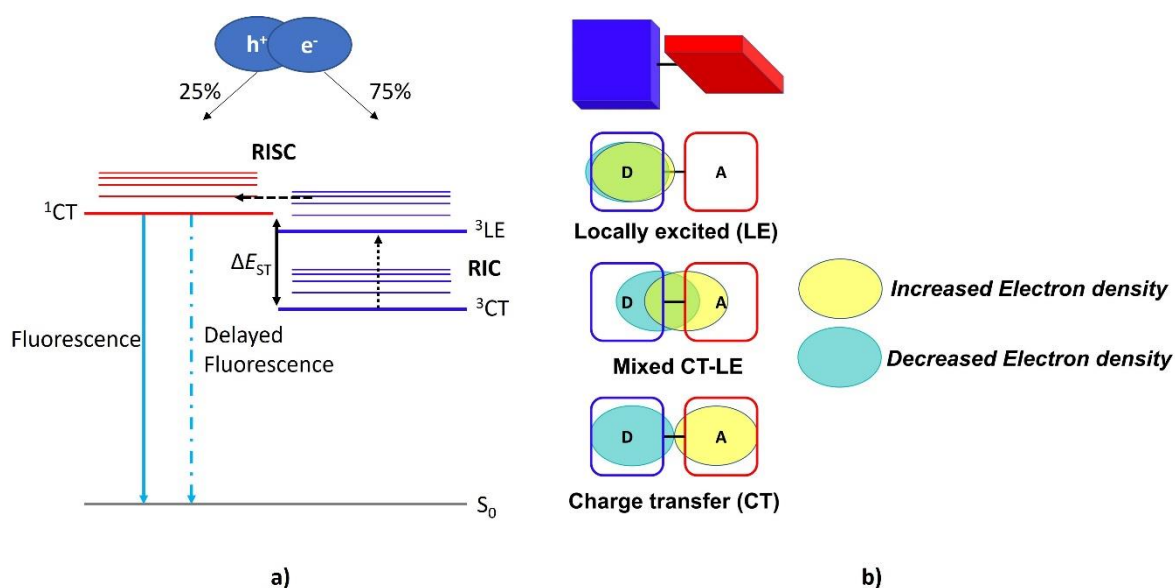 h⁺ e⁻
25% 75%
RISC
¹CT
³LE
ΔE_ST
RIC
³CT
Fluorescence
Delayed
Fluorescence
S₀
a)
D A
Locally excited (LE)
D A
Mixed CT-LE
D A
Charge transfer (CT)
Increased Electron density
Decreased Electron density
b)